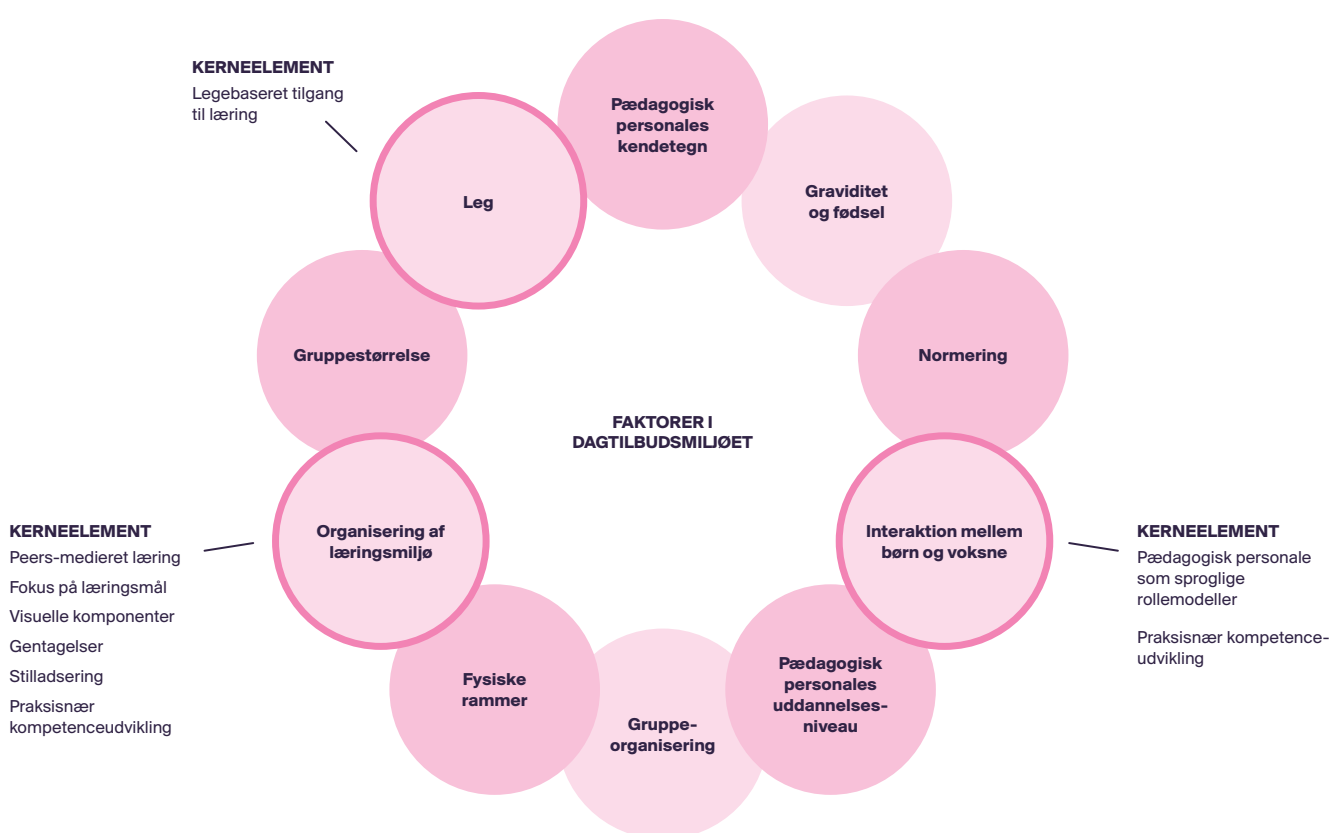 KERNEELEMENT
Legebaseret tilgang
til læring
Pædagogisk
personales
kendetegn
Graviditet
og fødsel
Leg
Gruppestørrelse
Normering
FAKTORER I
DAGTILBUDSMILJØET
KERNEELEMENT
Peers-medieret læring
Fokus på læringsmål
Visuelle komponenter
Gentagelser
Stilladsering
Praksisnær
kompetenceudvikling
Organisering af
læringsmiljø
Interaktion mellem
børn og voksne
KERNEELEMENT
Pædagogisk personale
som sproglige
rollemodeller
Praksisnær kompetence-
udvikling
Fysiske
rammer
Gruppe-
organisering
Pædagogisk
personales
uddannelses-
niveau